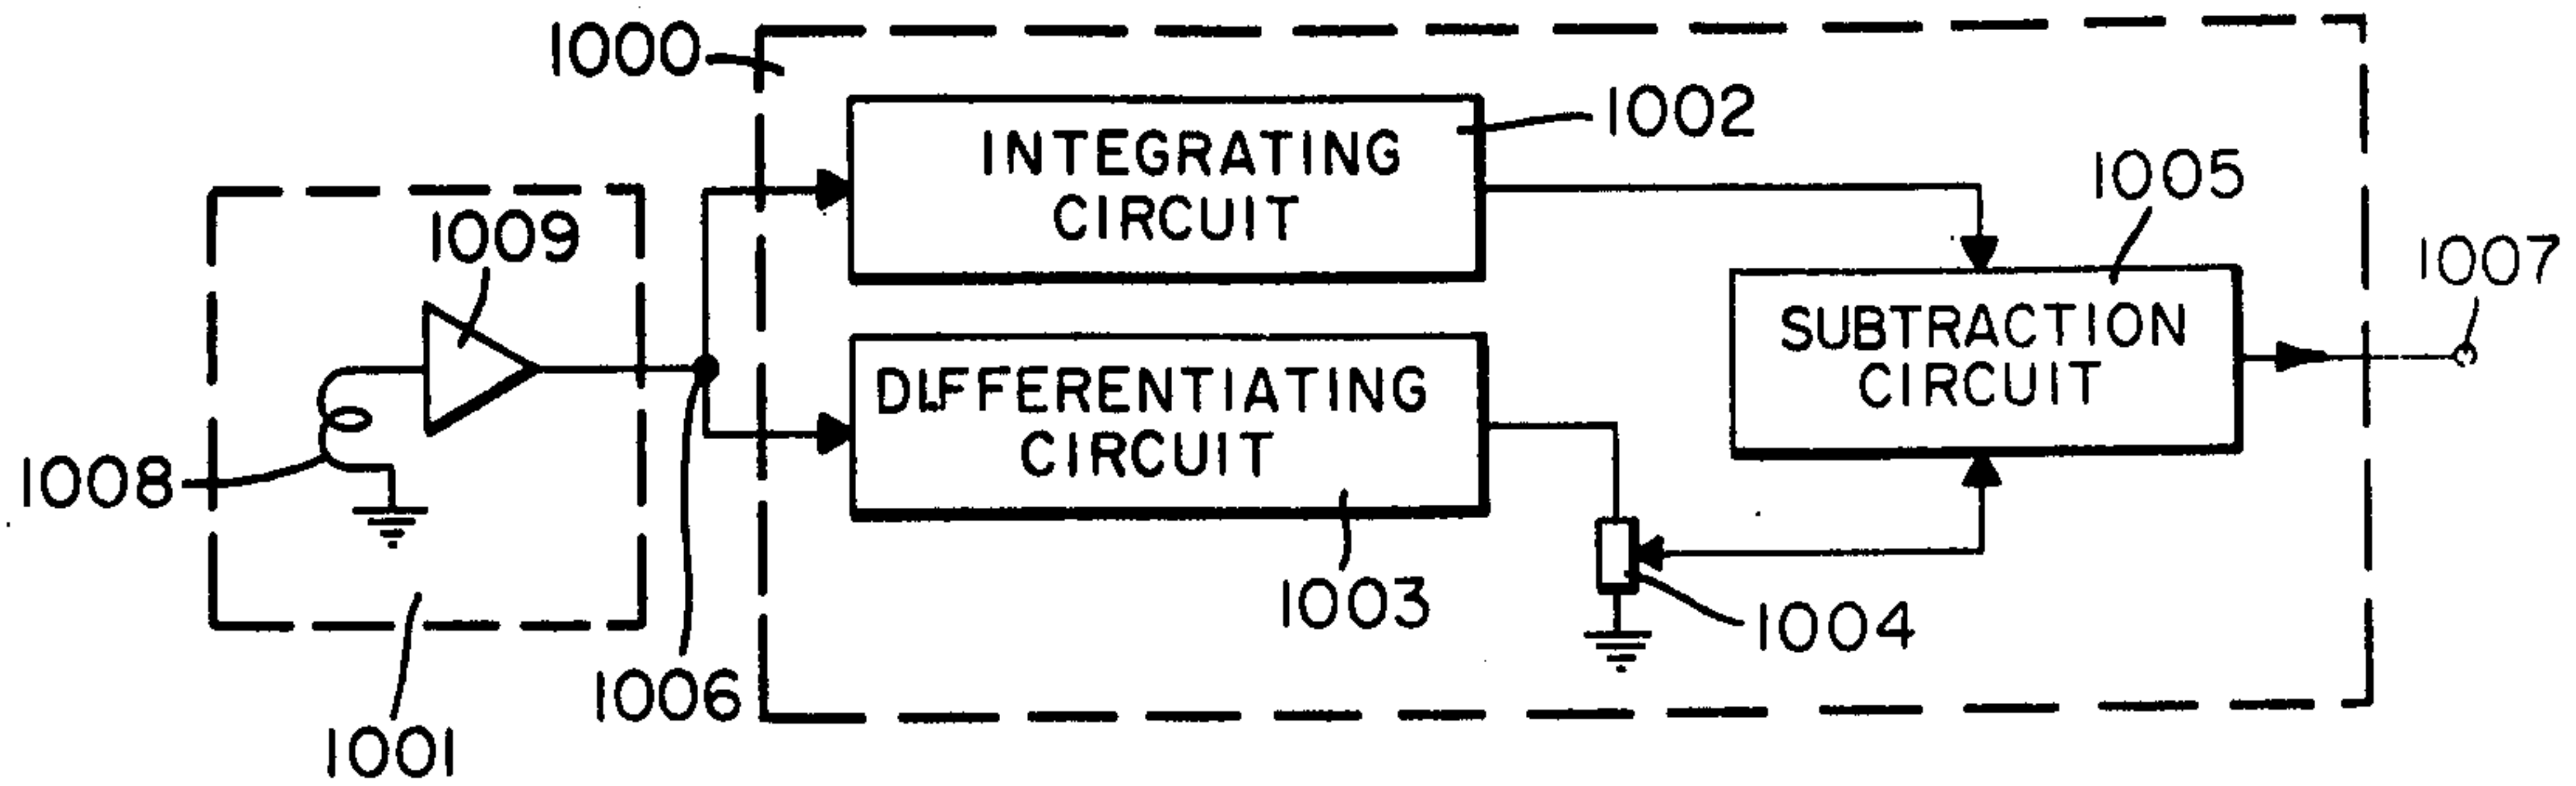 1000
1002
INTEGRATING
CIRCUIT
1005
1009
1007
SUBTRACTION
CIRCUIT
DIFFERENTIATING
CIRCUIT
1008
1003
1004
1006
1001